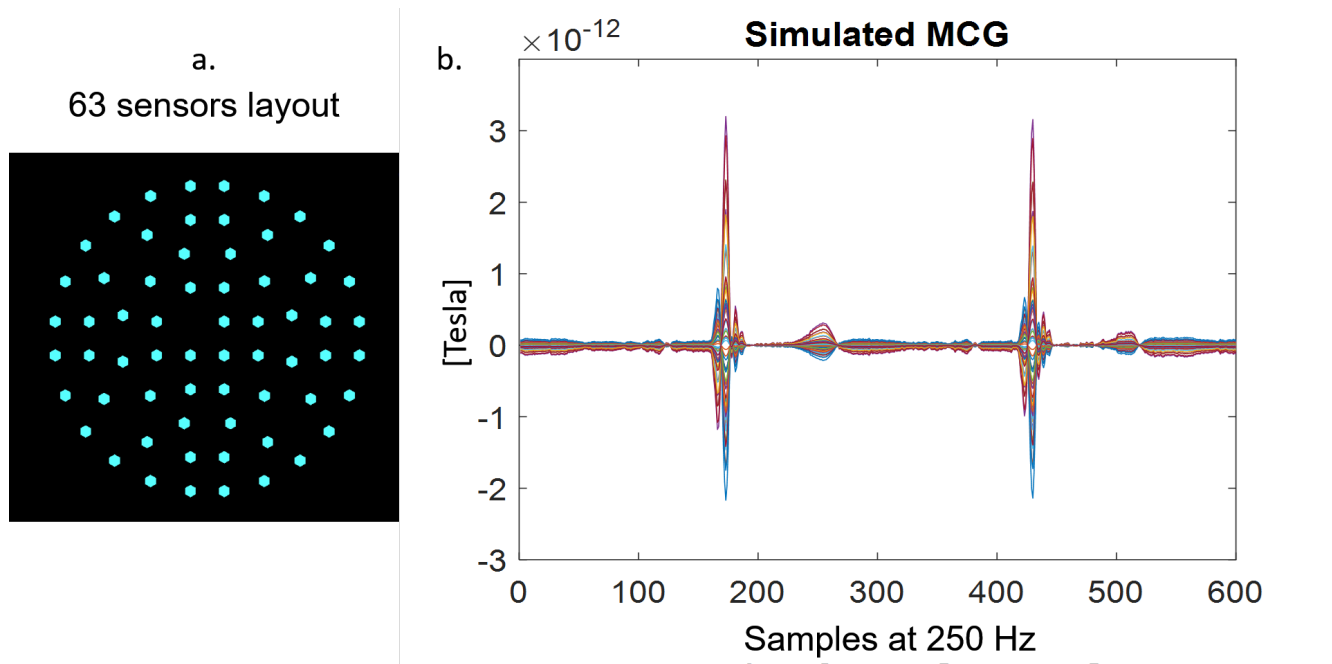 a.
63 sensors layout
b.
×10-12
Simulated MCG
3
2
1
0
-1
-2
-3
[Tesla]
0 100 200 300 400 500 600
Samples at 250 Hz